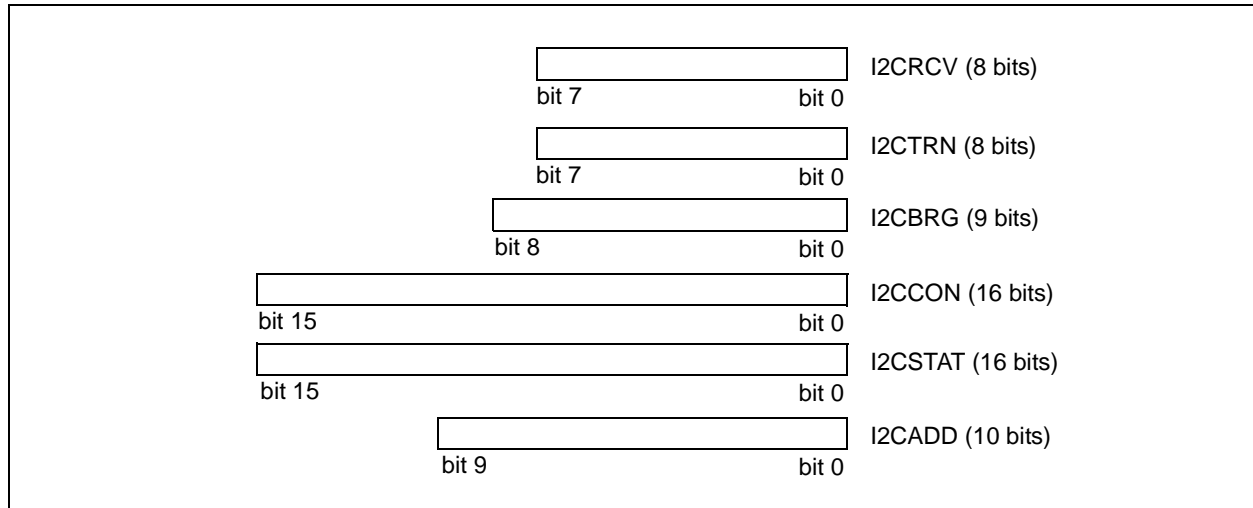 I2CRCV (8 bits)
bit 7 bit 0
I2CTRN (8 bits)
bit 7 bit 0
I2CBRG (9 bits)
bit 8 bit 0
I2CCON (16 bits)
bit 15 bit 0
I2CSTAT (16 bits)
bit 15 bit 0
I2CADD (10 bits)
bit 9 bit 0